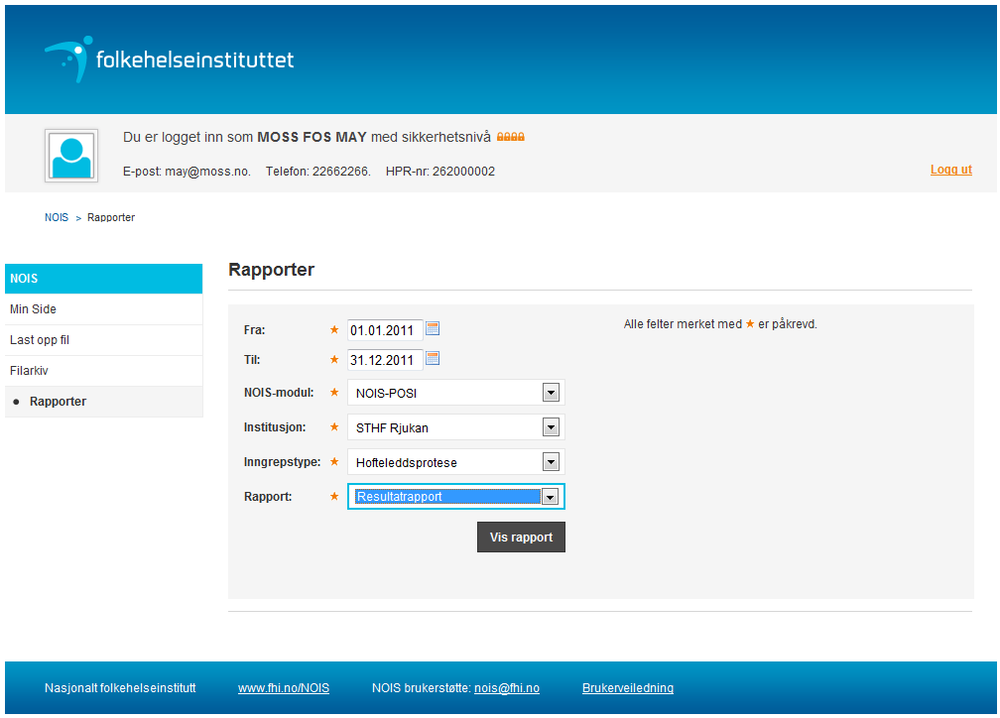 folkehelseinstituttet
Du er logget inn som MOSS FOS MAY med sikkerhetsnivå
E-post: may@moss.no. Telefon: 22662266. HPR-nr: 262000002
Logg ut
NOIS > Rapporter
NOIS
Min Side
Last opp fil
Filarkiv
Rapporter
Rapporter
Fra: ★ 01.01.2011
Alle felter merket med ★ er påkrevd.
Til: ★ 31.12.2011
NOIS-modul: ★ NOIS-POSI
Institusjon: ★ STHF Rjukan
Inngrepstype: ★ Hofteleddsprotese
Rapport: ★ Resultatrapport
Vis rapport
Nasjonalt folkehelseinstitutt www.fhi.no/NOIS NOIS brukerstøtte: nois@fhi.no Brukerveiledning